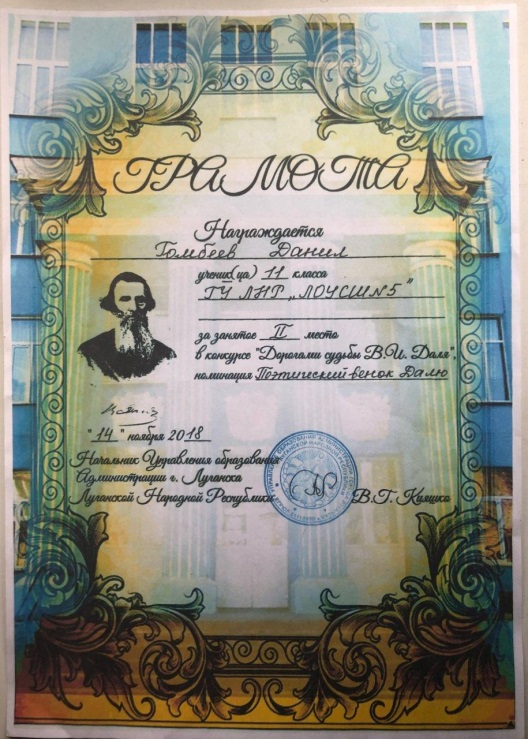 ГРАМОТА
Награждается
Гомбеев Данил
ученик(ца) 11 класса
ГУ ЛНР „ЛОУСШ№5"
за занятое II место
в конкурсе "Дорогами судьбы В.И. Даля",
номинация Поэтический венок Далю
"14" ноября 2018
Начальник Управления образования
Администрации г. Луганска
Луганской Народной Республики В.Г. Кияшко